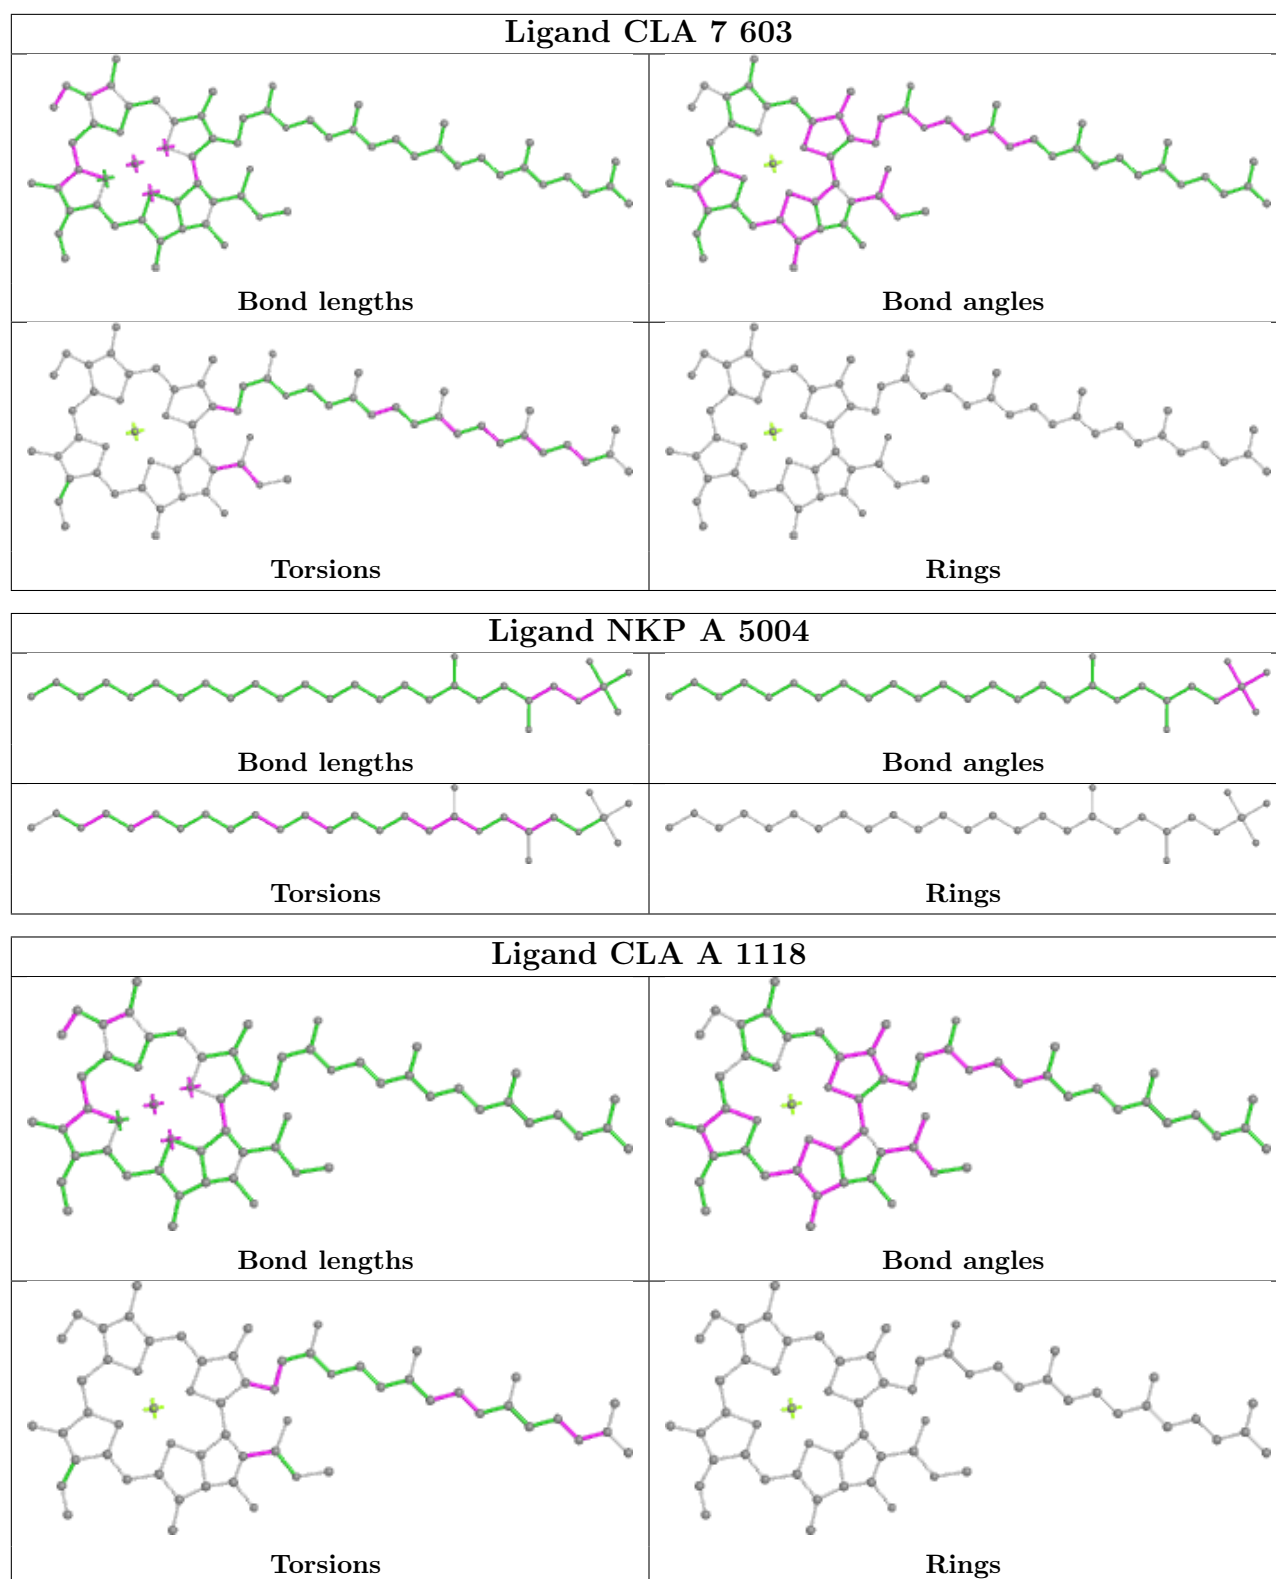 Ligand CLA 7 603
Bond lengths
Bond angles
Torsions
Rings
Ligand NKP A 5004
Bond lengths
Bond angles
Torsions
Rings
Ligand CLA A 1118
Bond lengths
Bond angles
Torsions
Rings